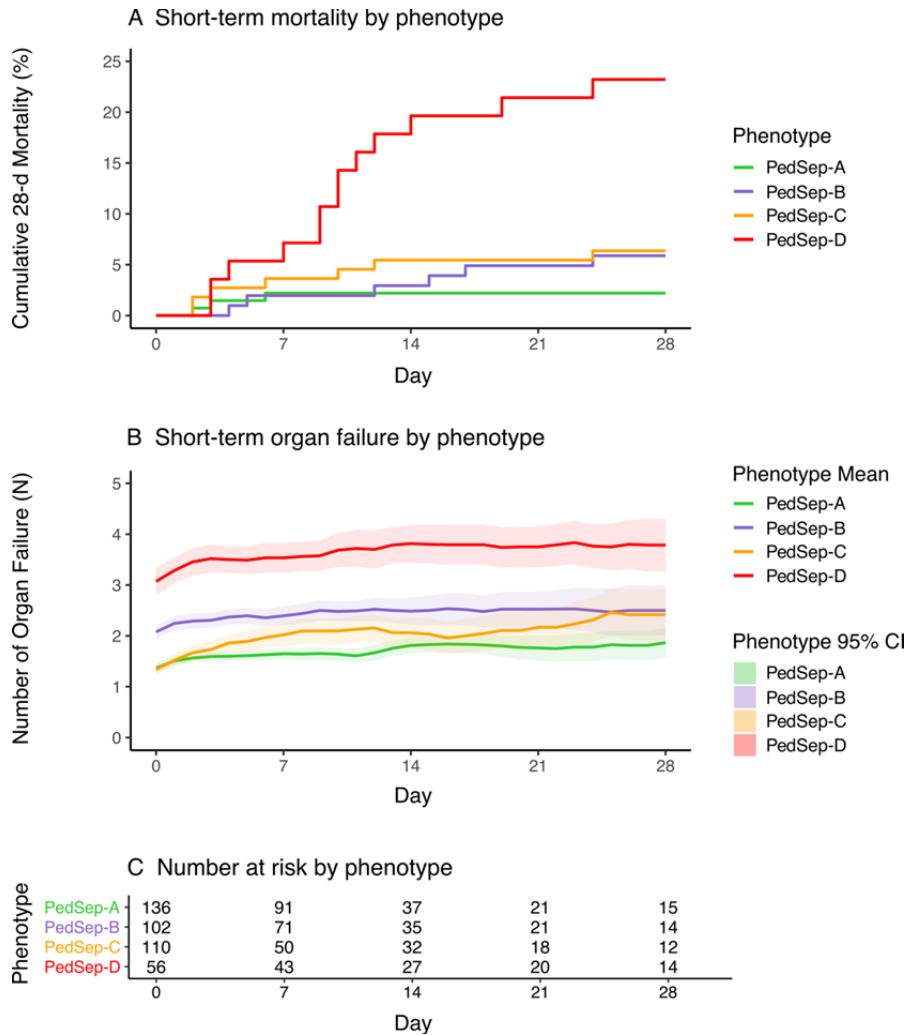 A Short-term mortality by phenotype
Cumulative 28-d Mortality (%)
25
20
15
10
5
0
0 7 14 21 28
Day
Phenotype
PedSep-A
PedSep-B
PedSep-C
PedSep-D
B Short-term organ failure by phenotype
Number of Organ Failure (N)
5
4
3
2
1
0
0 7 14 21 28
Day
Phenotype Mean
PedSep-A
PedSep-B
PedSep-C
PedSep-D
Phenotype 95% CI
PedSep-A
PedSep-B
PedSep-C
PedSep-D
C Number at risk by phenotype
Phenotype
PedSep-A 136 91 37 21 15
PedSep-B 102 71 35 21 14
PedSep-C 110 50 32 18 12
PedSep-D 56 43 27 20 14
0 7 14 21 28
Day